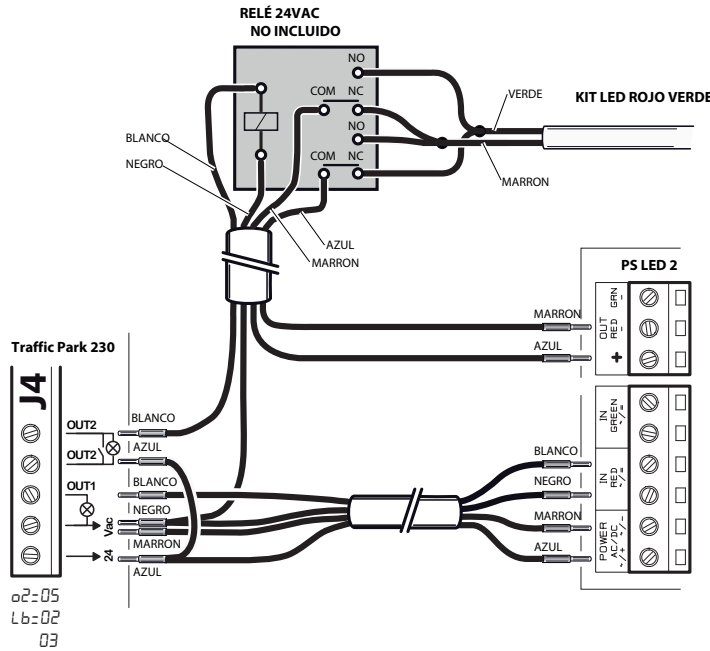 RELÉ 24VAC
NO INCLUIDO
NO
COM NC
NO
COM NC
VERDE
KIT LED ROJO VERDE
MARRON
BLANCO
NEGRO
AZUL
MARRON
PS LED 2
MARRON
AZUL
OUT
RED GRN
- -
+
Traffic Park 230
J4
OUT2
OUT2
OUT1
Vac
24
BLANCO
AZUL
BLANCO
NEGRO
MARRON
AZUL
BLANCO
NEGRO
MARRON
AZUL
IN
GREEN
~/=
IN
RED
~/=
POWER
AC/DC
~/+ ~/-
o2=05
Lb=02
03